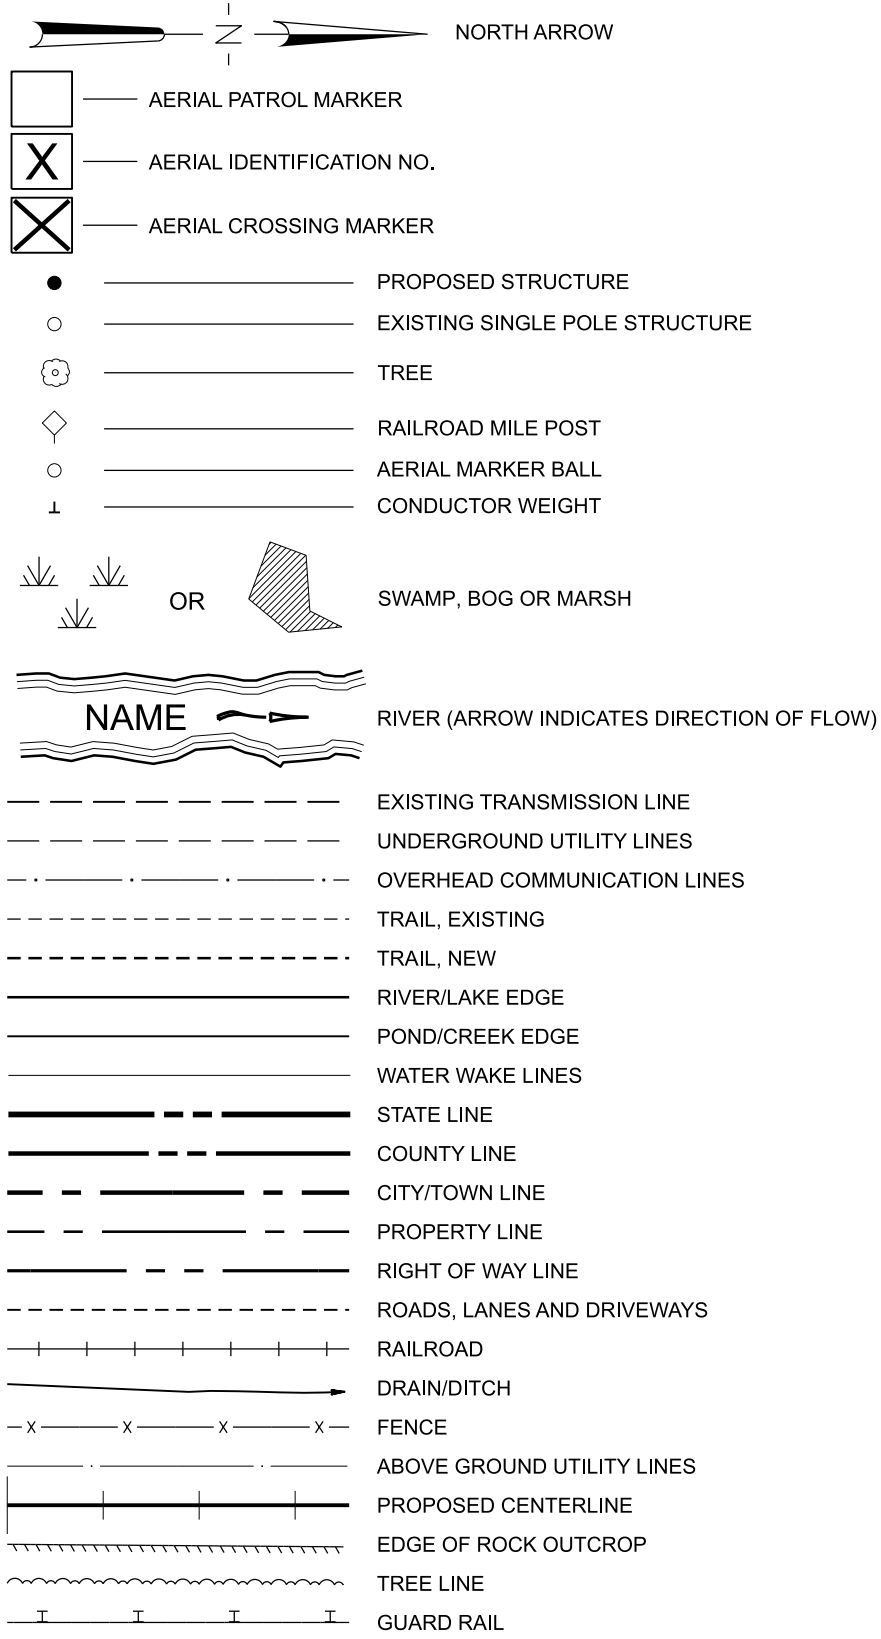 Z NORTH ARROW
AERIAL PATROL MARKER
X AERIAL IDENTIFICATION NO.
AERIAL CROSSING MARKER
PROPOSED STRUCTURE
EXISTING SINGLE POLE STRUCTURE
TREE
RAILROAD MILE POST
AERIAL MARKER BALL
CONDUCTOR WEIGHT
OR SWAMP, BOG OR MARSH
NAME RIVER (ARROW INDICATES DIRECTION OF FLOW)
EXISTING TRANSMISSION LINE
UNDERGROUND UTILITY LINES
OVERHEAD COMMUNICATION LINES
TRAIL, EXISTING
TRAIL, NEW
RIVER/LAKE EDGE
POND/CREEK EDGE
WATER WAKE LINES
STATE LINE
COUNTY LINE
CITY/TOWN LINE
PROPERTY LINE
RIGHT OF WAY LINE
ROADS, LANES AND DRIVEWAYS
RAILROAD
DRAIN/DITCH
X X X X FENCE
ABOVE GROUND UTILITY LINES
PROPOSED CENTERLINE
EDGE OF ROCK OUTCROP
TREE LINE
GUARD RAIL